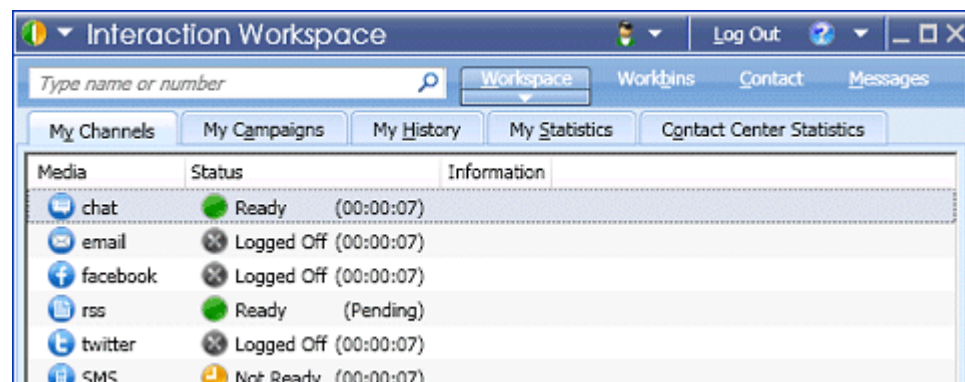 Interaction Workspace Log Out
Type name or number Workspace Workbins Contact Messages
My Channels My Campaigns My History My Statistics Contact Center Statistics
Media Status Information
chat Ready (00:00:07)
email Logged Off (00:00:07)
facebook Logged Off (00:00:07)
rss Ready (Pending)
twitter Logged Off (00:00:07)
SMS Not Ready (00:00:07)